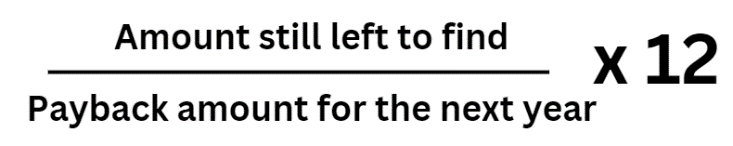 Amount still left to find
x 12
Payback amount for the next year